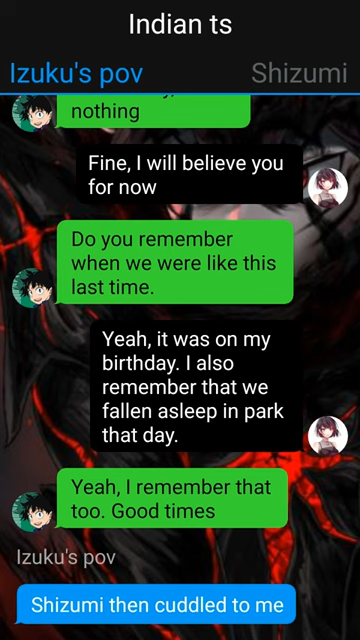 Indian ts
Izuku's pov
Shizumi
nothing
Fine, I will believe you
for now
Do you remember
when we were like this
last time.
Yeah, it was on my
birthday. I also
remember that we
fallen asleep in park
that day.
Yeah, I remember that
too. Good times
Izuku's pov
Shizumi then cuddled to me